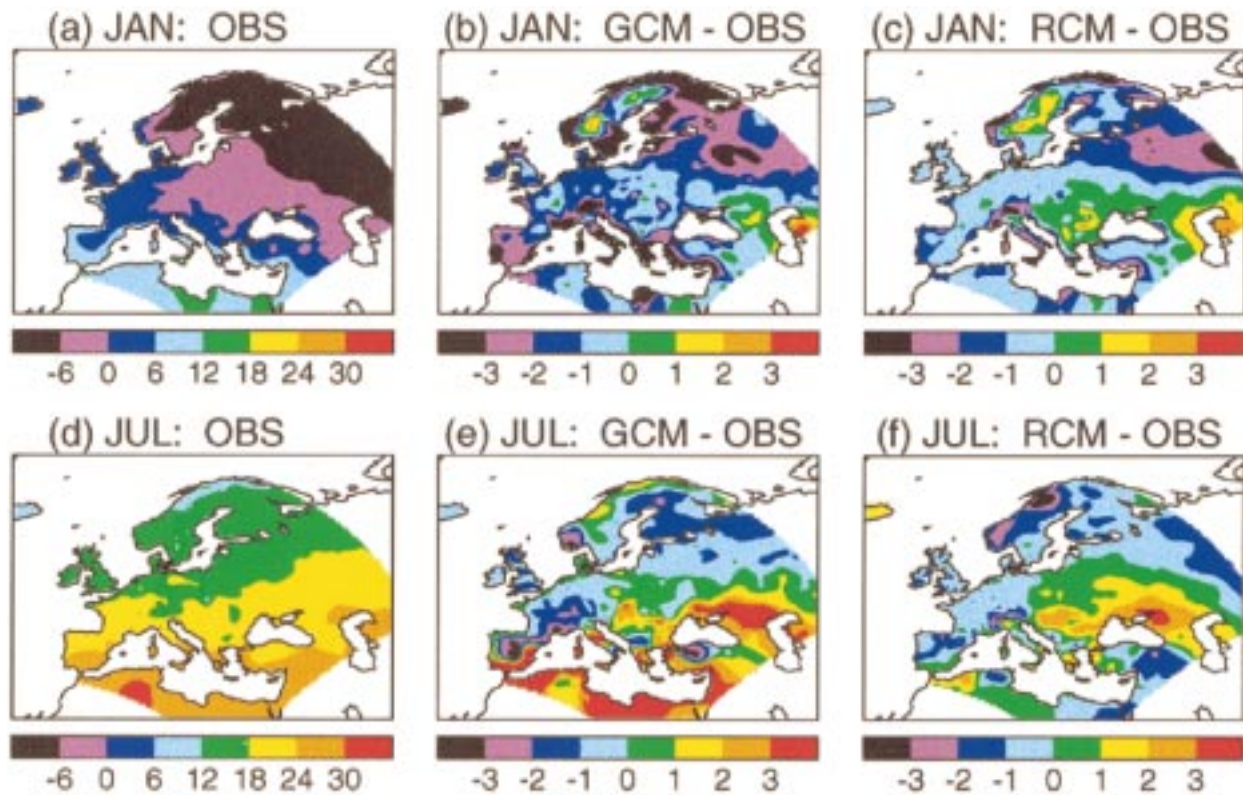 (a) JAN: OBS
(b) JAN: GCM - OBS
(c) JAN: RCM - OBS
-6 0 6 12 18 24 30
-3 -2 -1 0 1 2 3
-3 -2 -1 0 1 2 3
(d) JUL: OBS
(e) JUL: GCM - OBS
(f) JUL: RCM - OBS
-6 0 6 12 18 24 30
-3 -2 -1 0 1 2 3
-3 -2 -1 0 1 2 3